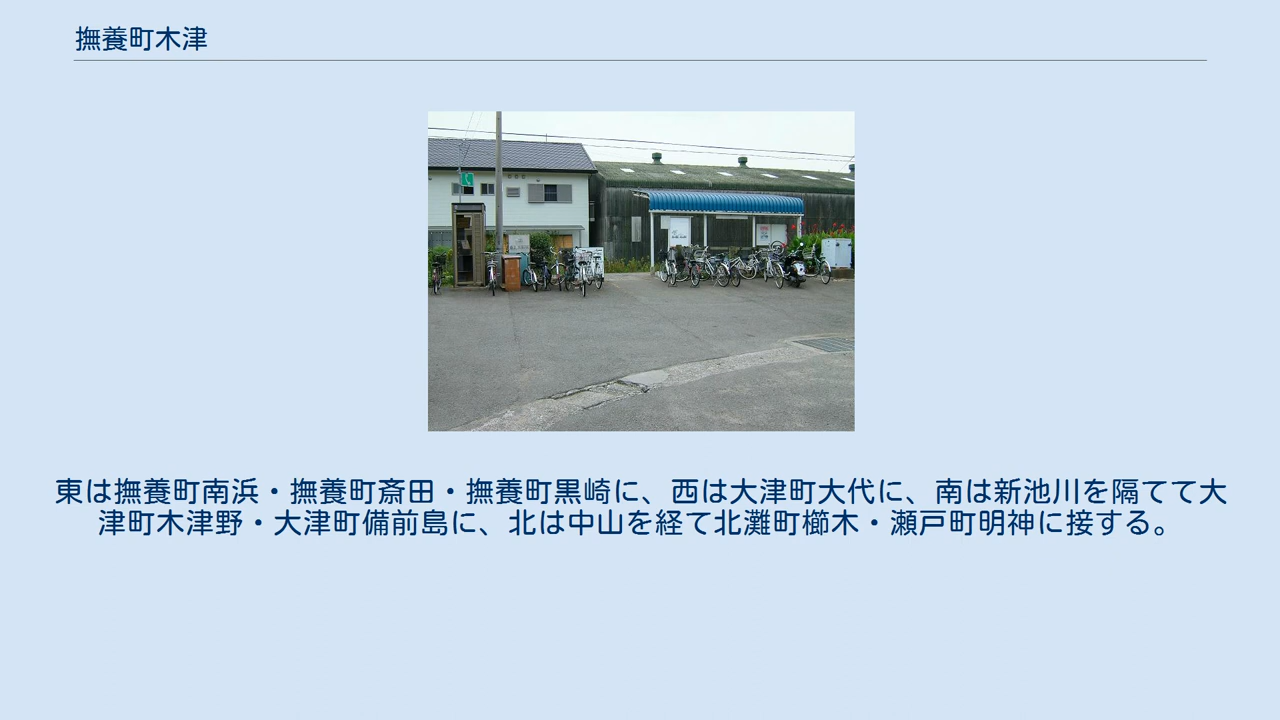 撫養町木津
東は撫養町南浜・撫養町斎田・撫養町黒崎に、西は大津町大代に、南は新池川を隔てて大
津町木津野・大津町備前島に、北は中山を経て北灘町櫛木・瀬戸町明神に接する。